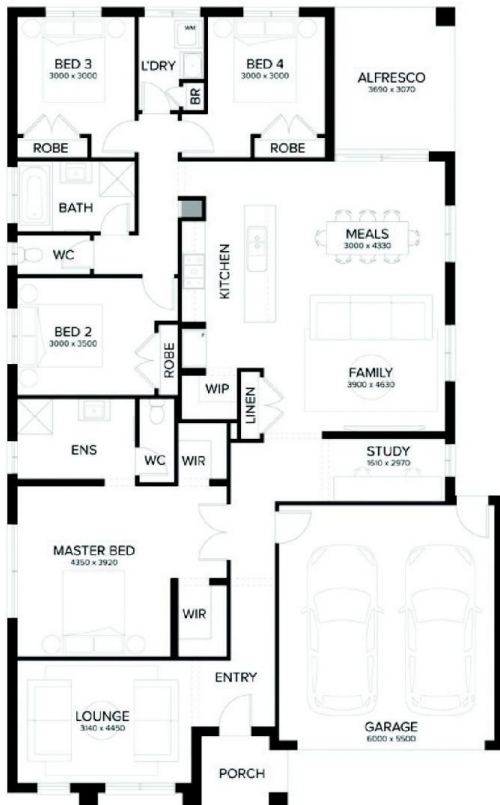 BED 3
3000 x 3000
L'DRY
WM
BED 4
3000 x 3000
BR
ALFRESCO
3690 x 3070
ROBE
ROBE
BATH
WC
KITCHEN
MEALS
3000 x 4330
BED 2
3000 x 3500
ROBE
FAMILY
3900 x 4630
WIP
LINEN
ENS
WC
WIR
STUDY
1610 x 2970
MASTER BED
4350 x 3920
WIR
ENTRY
LOUNGE
3140 x 4450
GARAGE
6000 x 5500
PORCH